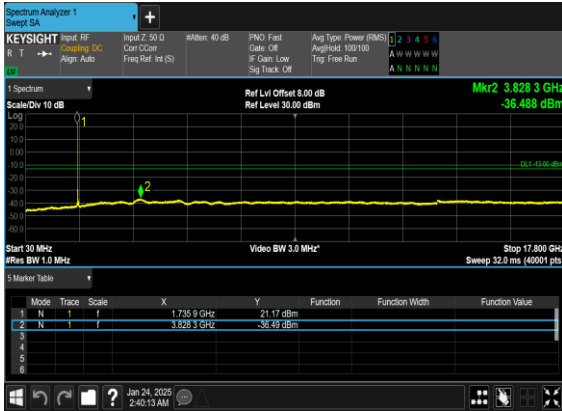 Spectrum Analyzer 1
Swept SA
+
KEYSIGHT Input: RF Input Z: 50 Ω #Atten: 40 dB PNO: Fast Avg Type: Power (RMS) 1 2 3 4 5 6
R T Coupling: DC Corr CCorr Gate: Off Avg|Hold: 100/100 A W W W W W
Align: Auto Freq Ref: Int (S) IF Gain: Low Trig: Free Run
LXI Sig Track: Off A N N N N N
1 Spectrum Ref Lvl Offset 8.00 dB Mkr2 3.828 3 GHz
Scale/Div 10 dB Ref Level 30.00 dBm -36.488 dBm
Log
20.0
10.0
0.00
-10.0
-20.0
-30.0
-40.0
-50.0
-60.0
1
DL1 -13.00 dBm
2
Start 30 MHz Video BW 3.0 MHz* Stop 17.800 GHz
#Res BW 1.0 MHz Sweep 32.0 ms (40001 pts)
5 Marker Table
Mode Trace Scale X Y Function Function Width Function Value
1 N 1 f 1.735 9 GHz 21.17 dBm
2 N 1 f 3.828 3 GHz -36.49 dBm
3
4
5
6
? Jan 24, 2025
2:40:13 AM